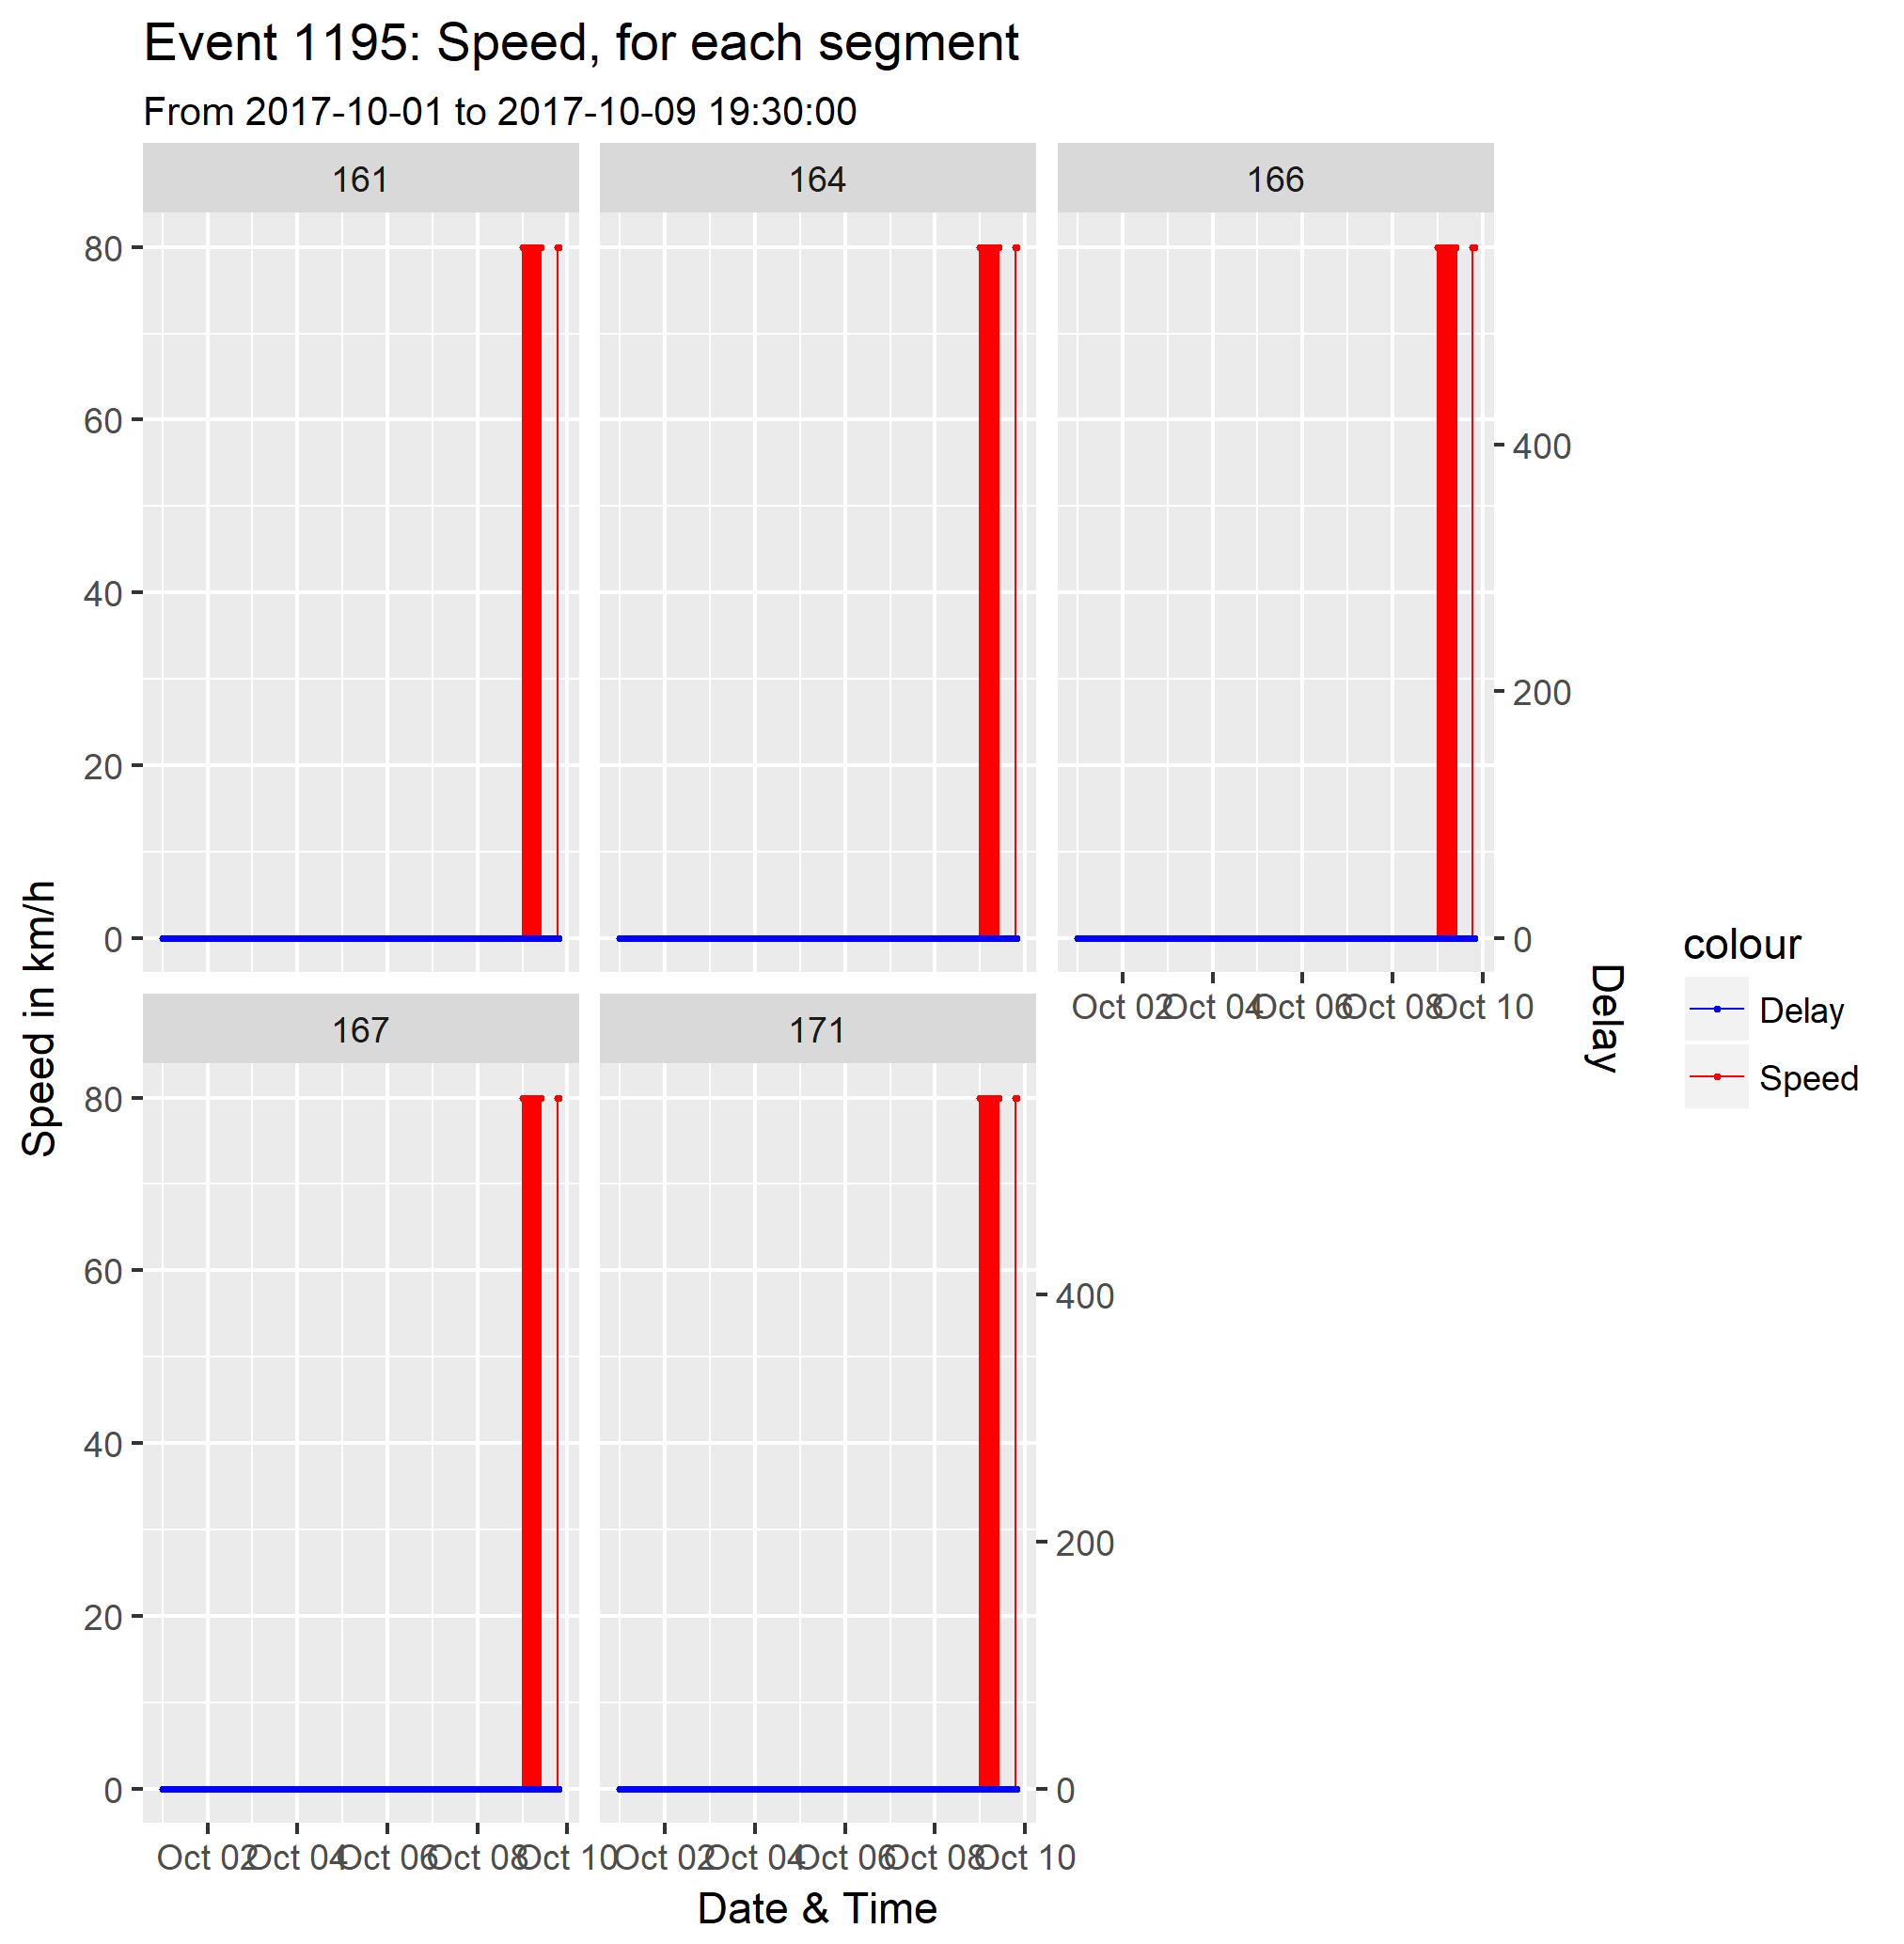 Event 1195: Speed, for each segment
From 2017-10-01 to 2017-10-09 19:30:00
161
164
166
80
60
40
20
0
400
200
0
Oct 02 Oct 04 Oct 06 Oct 08 Oct 10
167
171
80
60
40
20
0
400
200
0
Oct 02 Oct 04 Oct 06 Oct 08 Oct 10
Oct 02 Oct 04 Oct 06 Oct 08 Oct 10
Date & Time
Speed in km/h
Delay
colour
Delay
Speed